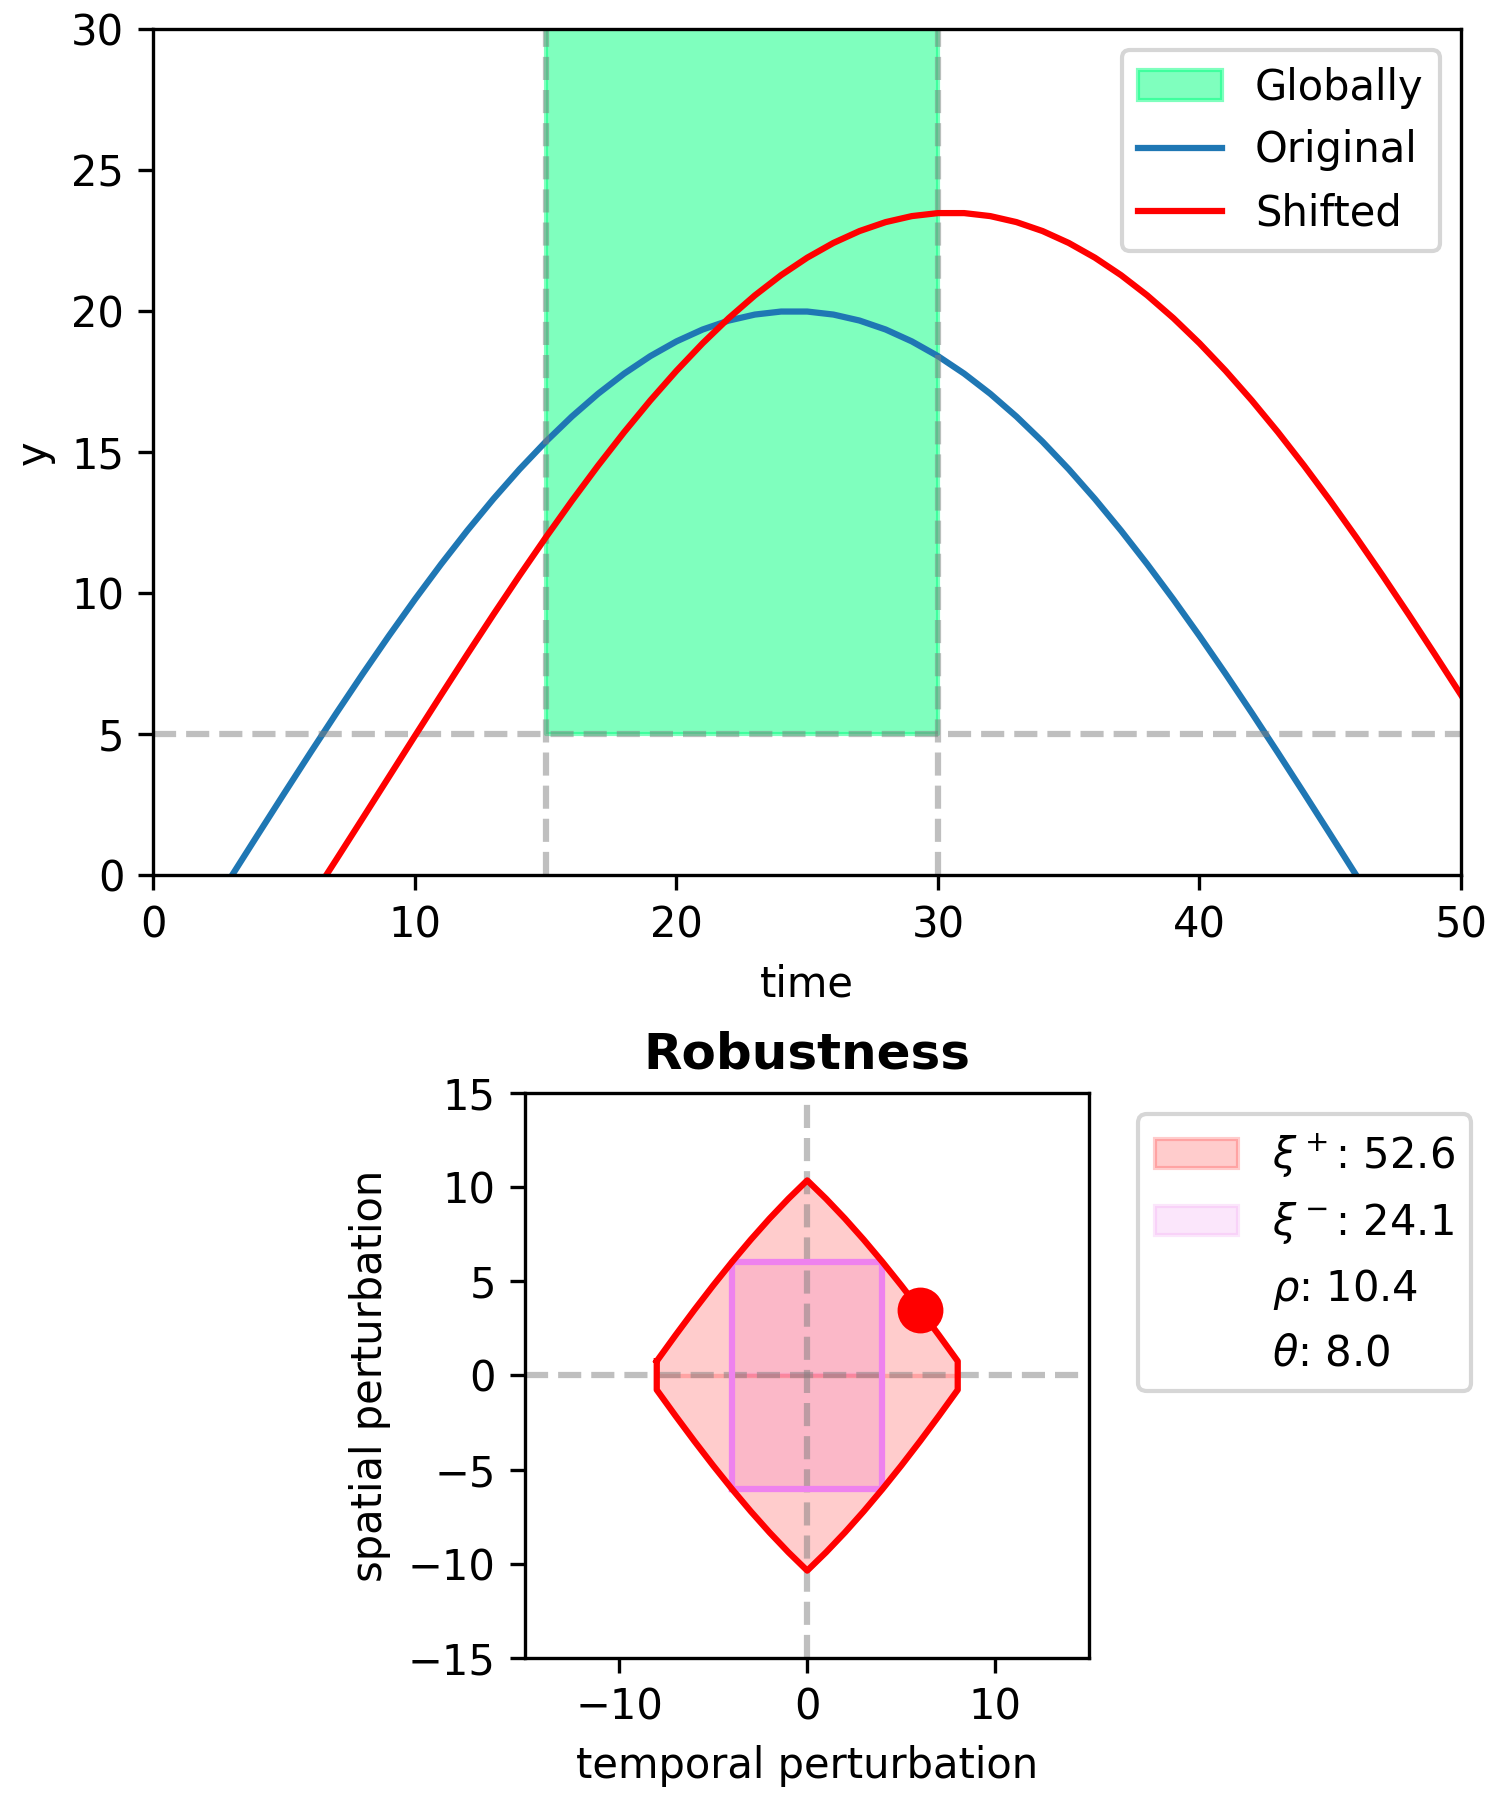 30
25
20
15
10
5
0
y
0
10
20
30
40
50
time
Globally
Original
Shifted
Robustness
15
10
5
0
−5
−10
−15
spatial perturbation
−10
0
10
temporal perturbation
ξ⁺: 52.6
ξ⁻: 24.1
ρ: 10.4
θ: 8.0